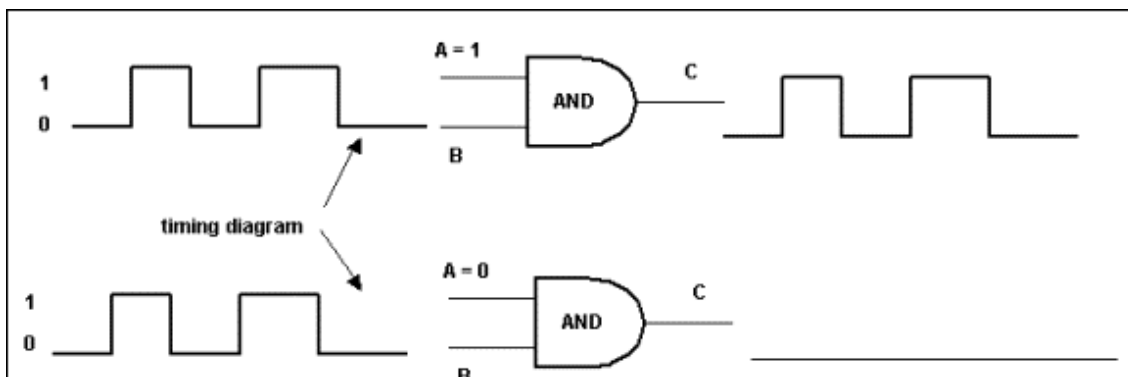 A = 1
C
1
AND
0
B
timing diagram
A = 0
C
1
AND
0
B